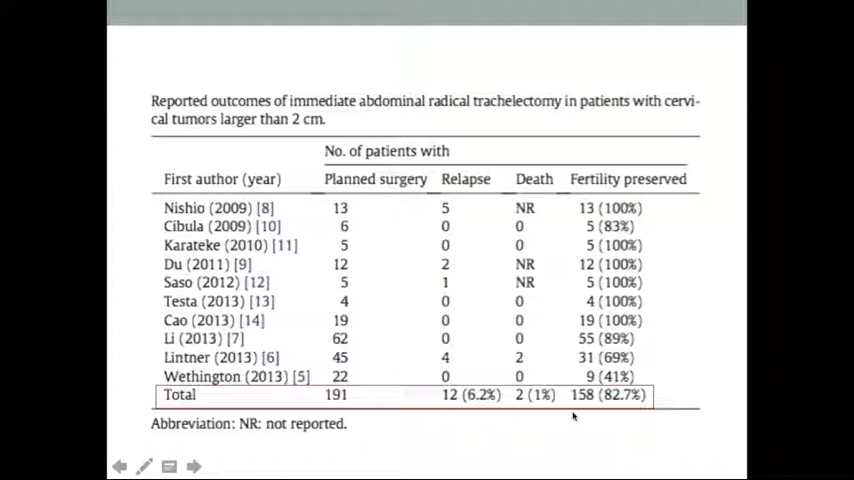 Reported outcomes of immediate abdominal radical trachelectomy in patients with cervi-
cal tumors larger than 2 cm.
No. of patients with
First author (year) Planned surgery Relapse Death Fertility preserved
Nishio (2009) [8] 13 5 NR 13 (100%)
Cibula (2009) [10] 6 0 0 5 (83%)
Karateke (2010) [11] 5 0 0 5 (100%)
Du (2011) [9] 12 2 NR 12 (100%)
Saso (2012) [12] 5 1 NR 5 (100%)
Testa (2013) [13] 4 0 0 4 (100%)
Cao (2013) [14] 19 0 0 19 (100%)
Li (2013) [7] 62 0 0 55 (89%)
Lintner (2013) [6] 45 4 2 31 (69%)
Wethington (2013) [5] 22 0 0 9 (41%)
Total 191 12 (6.2%) 2 (1%) 158 (82.7%)
Abbreviation: NR: not reported.